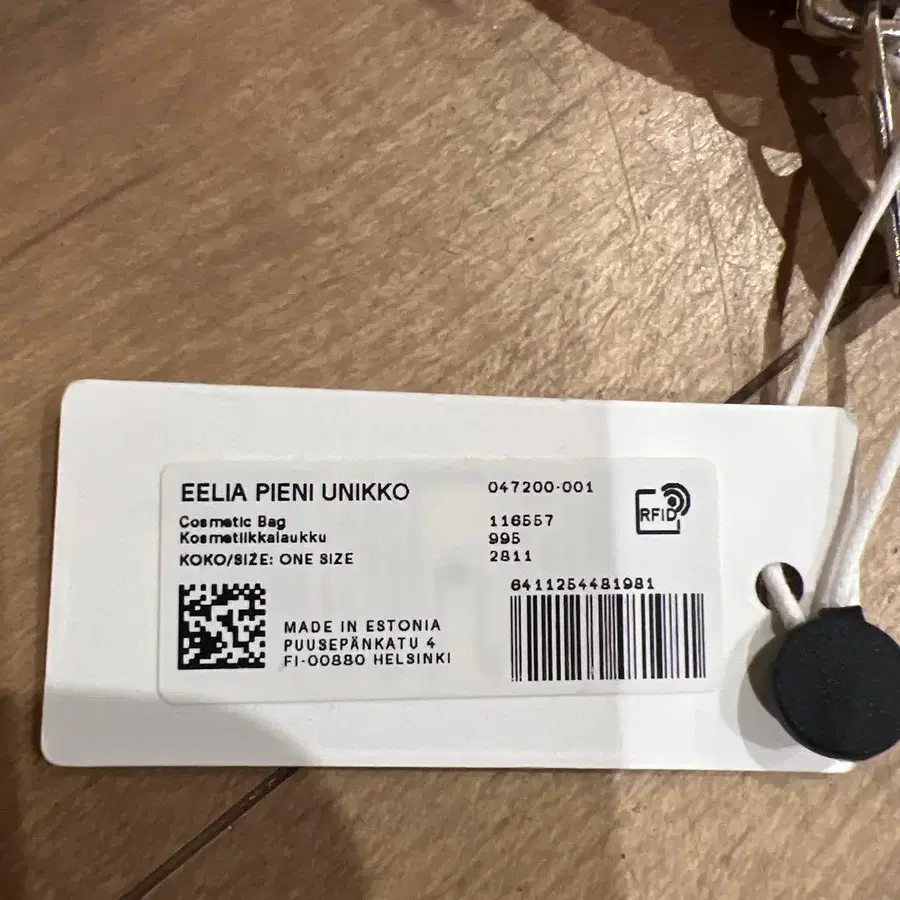 EELIA PIENI UNIKKO
Cosmetic Bag
Kosmetiikkalaukku
KOKO/SIZE: ONE SIZE
047200-001
116557
995
2811
RFID
6411254481981
MADE IN ESTONIA
PUUSEPÄNKATU 4
FI-00880 HELSINKI